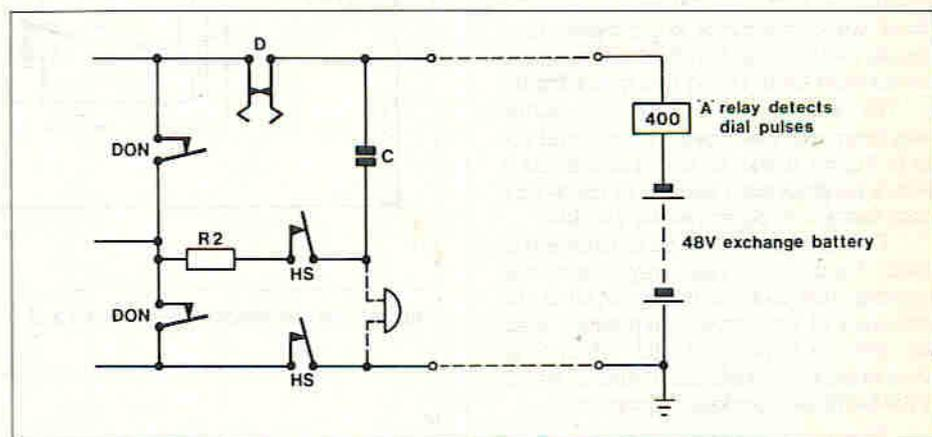 D
'A' relay detects
dial pulses
400
DON
C
R2
HS
48V exchange battery
DON
HS